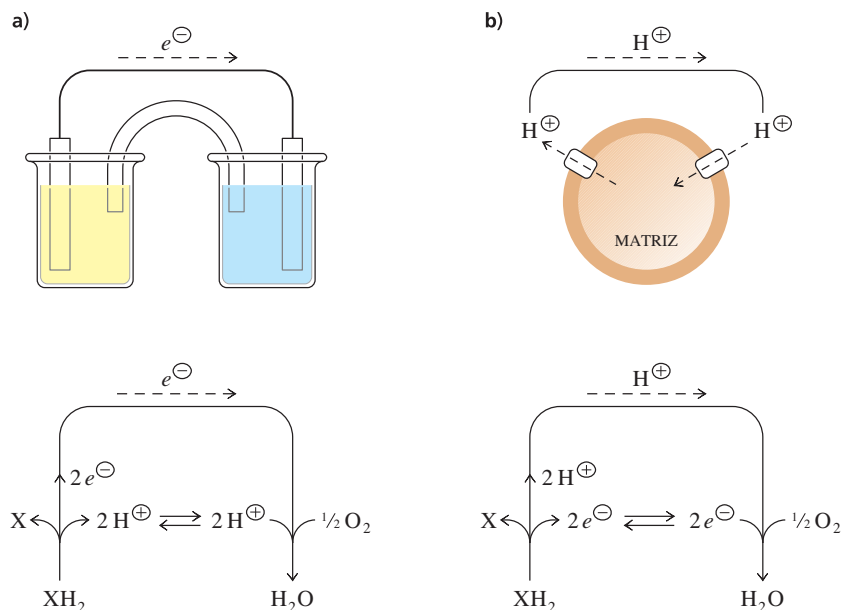 a)
e⊖
b)
H⊕
H⊕
H⊕
MATRIZ
e⊖
2 e⊖
X
2 H⊕ ⇌ 2 H⊕
½ O₂
XH₂
H₂O
H⊕
2 H⊕
X
2 e⊖ ⇌ 2 e⊖
½ O₂
XH₂
H₂O